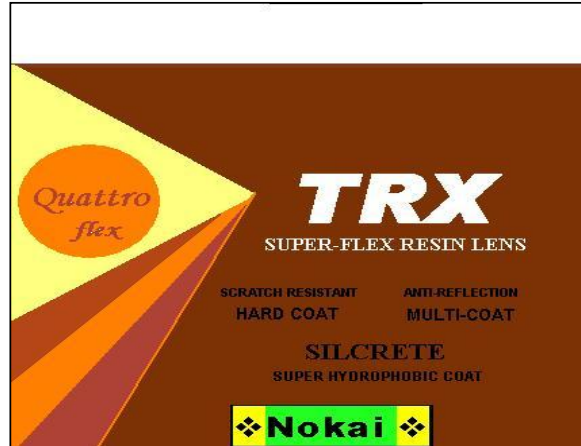 Quattro
flex
TRX
SUPER-FLEX RESIN LENS
SCRATCH RESISTANT
HARD COAT
ANTI-REFLECTION
MULTI-COAT
SILCRETE
SUPER HYDROPHOBIC COAT
Nokai